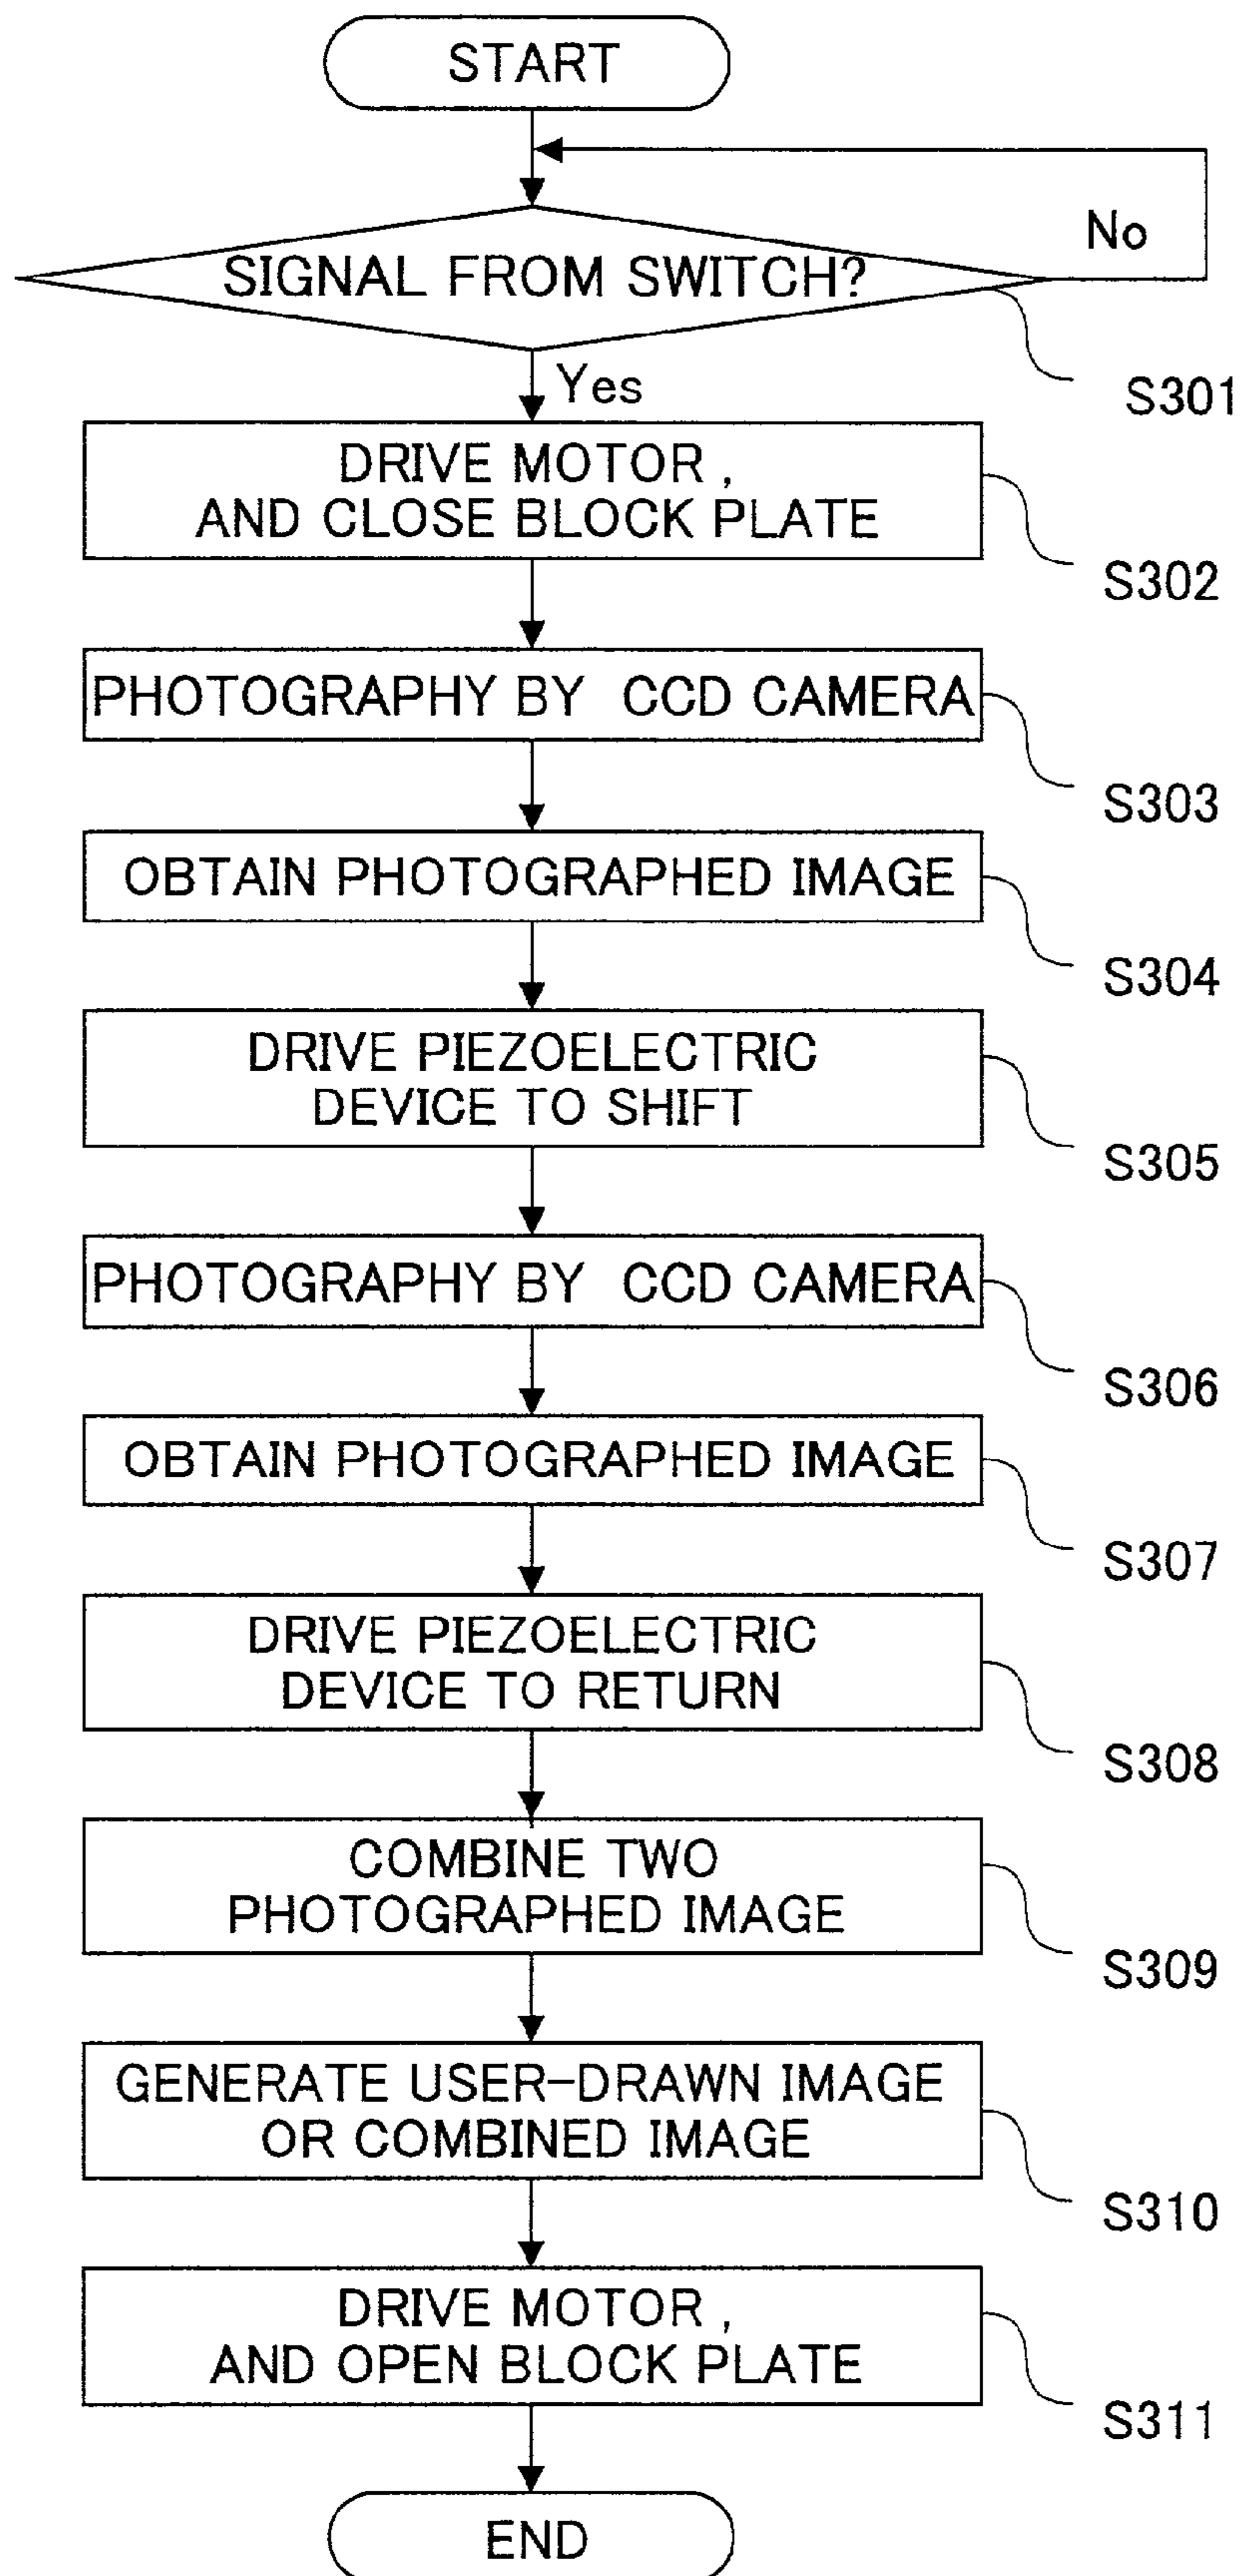 START
No
SIGNAL FROM SWITCH?
Yes
S301
DRIVE MOTOR ,
AND CLOSE BLOCK PLATE
S302
PHOTOGRAPHY BY CCD CAMERA
S303
OBTAIN PHOTOGRAPHED IMAGE
S304
DRIVE PIEZOELECTRIC
DEVICE TO SHIFT
S305
PHOTOGRAPHY BY CCD CAMERA
S306
OBTAIN PHOTOGRAPHED IMAGE
S307
DRIVE PIEZOELECTRIC
DEVICE TO RETURN
S308
COMBINE TWO
PHOTOGRAPHED IMAGE
S309
GENERATE USER-DRAWN IMAGE
OR COMBINED IMAGE
S310
DRIVE MOTOR ,
AND OPEN BLOCK PLATE
S311
END